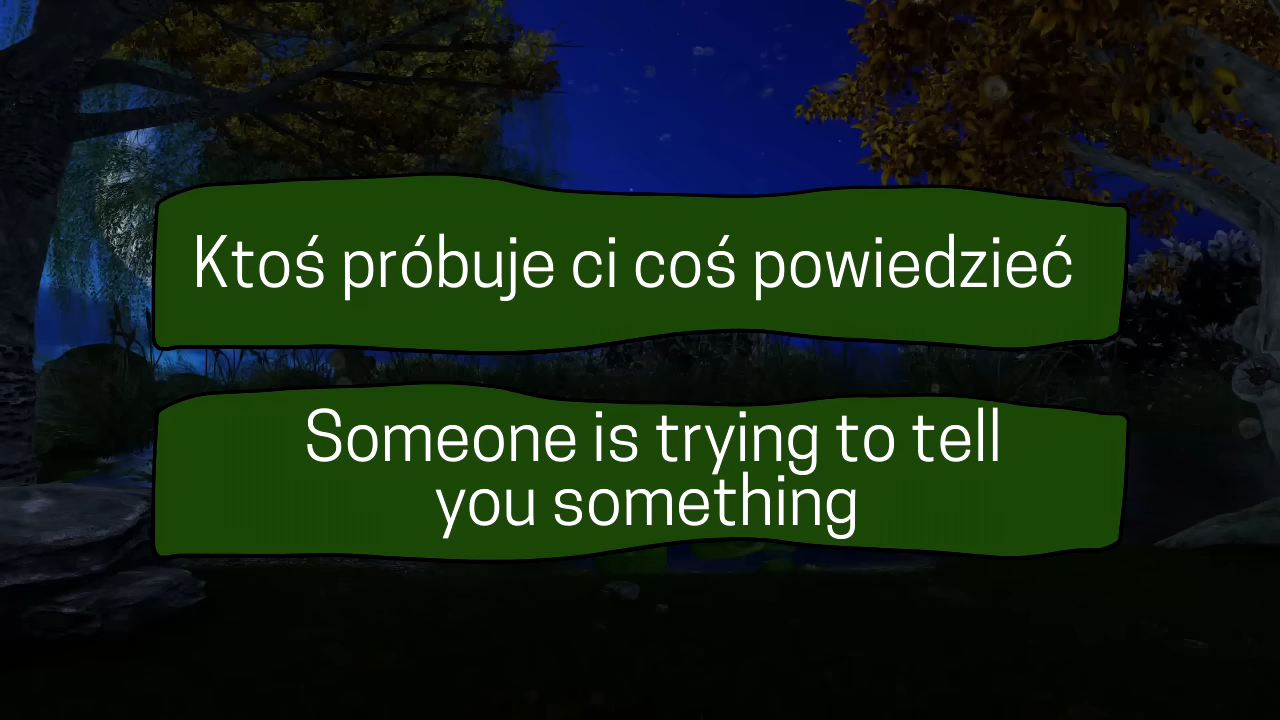 Ktoś próbuje ci coś powiedzieć
Someone is trying to tell
you something